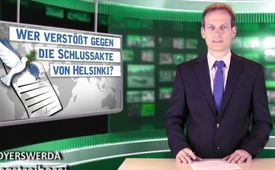 WER VERSTÖẞT GEGEN
DIE SCHLUSSAKTE
VON HELSINKI?
OYERSWERDA